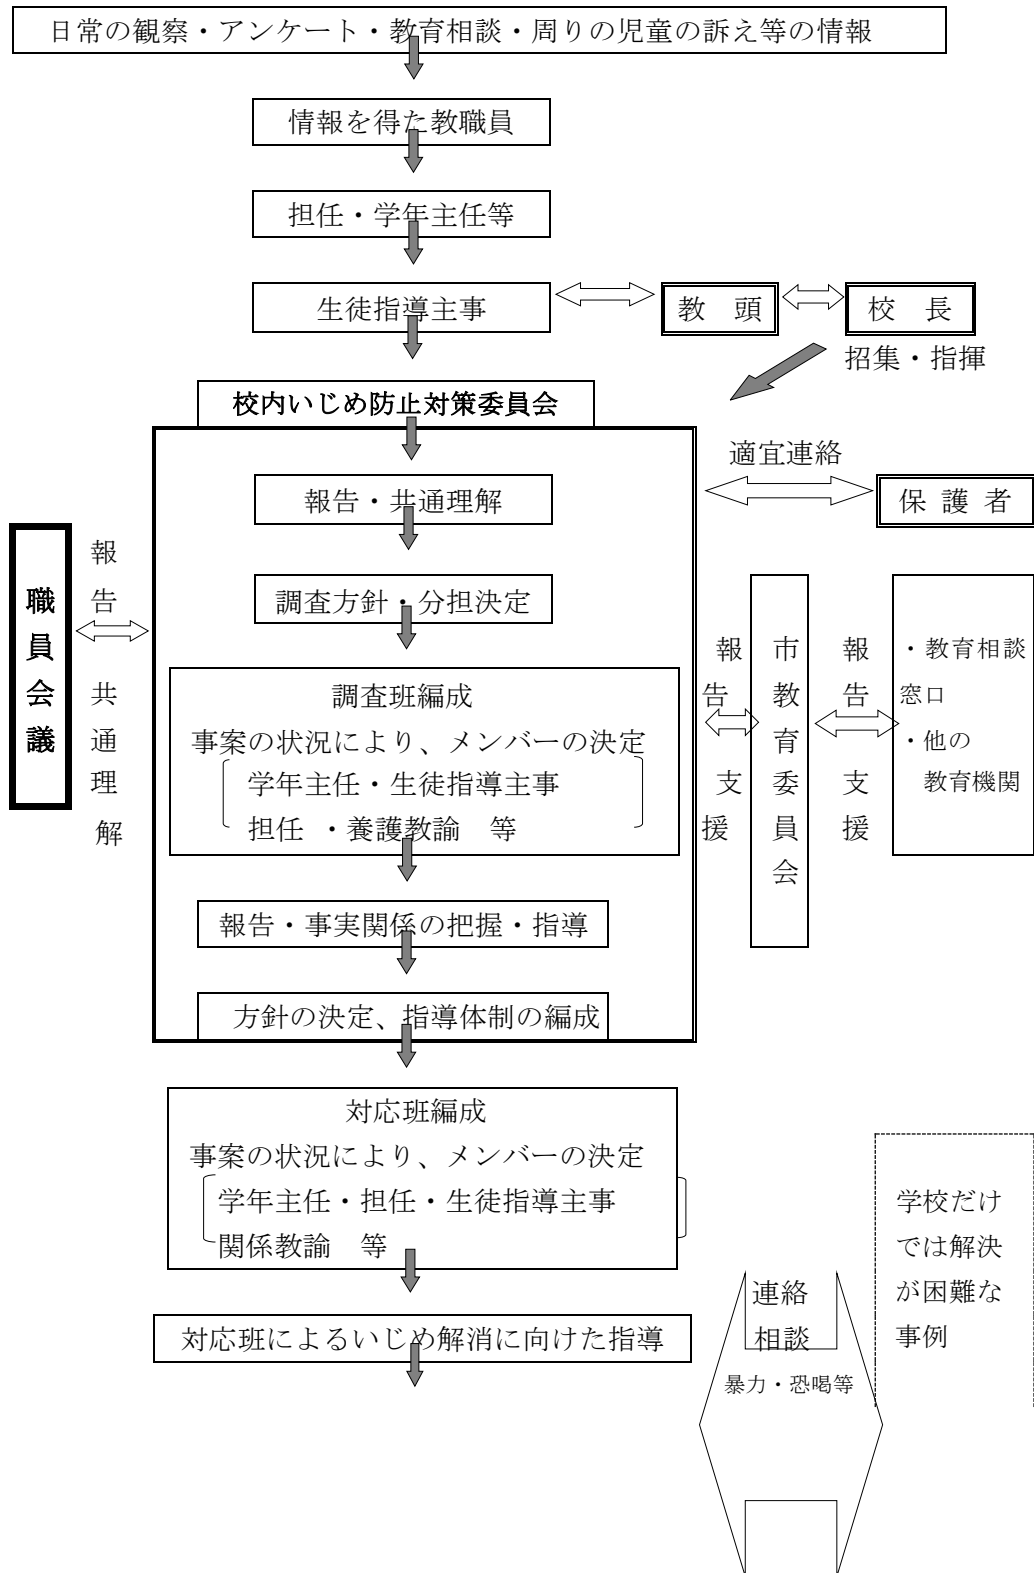 日常の観察・アンケート・教育相談・周りの児童の訴え等の情報
情報を得た教職員
担任・学年主任等
生徒指導主事
教　頭
校　長
招集・指揮
校内いじめ防止対策委員会
適宜連絡
保 護 者
報告・共通理解
調査方針・分担決定
職員会議
報告　共通理解
調査班編成
事案の状況により、メンバーの決定
学年主任・生徒指導主事
担任 ・養護教諭　等
報告　支援
市教育委員会
報告　支援
・教育相談
窓口
・他の
教育機関
報告・事実関係の把握・指導
方針の決定、指導体制の編成
対応班編成
事案の状況により、メンバーの決定
学年主任・担任・生徒指導主事
関係教諭　等
対応班によるいじめ解消に向けた指導
連絡
相談
暴力・恐喝等
学校だけ
では解決
が困難な
事例